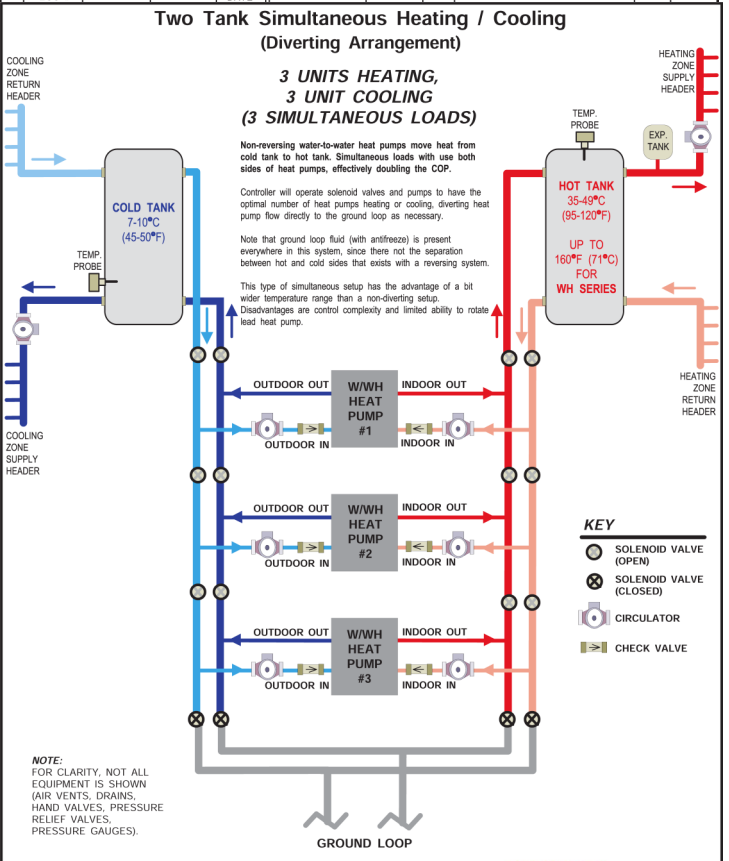 Two Tank Simultaneous Heating / Cooling
(Diverting Arrangement)
3 UNITS HEATING,
3 UNIT COOLING
(3 SIMULTANEOUS LOADS)
Non-reversing water-to-water heat pumps move heat from
cold tank to hot tank. Simultaneous loads with use both
sides of heat pumps, effectively doubling the COP.
Controller will operate solenoid valves and pumps to have the
optimal number of heat pumps heating or cooling, diverting heat
pump flow directly to the ground loop as necessary.
Note that ground loop fluid (with antifreeze) is present
everywhere in this system, since there not the separation
between hot and cold sides that exists with a reversing system.
This type of simultaneous setup has the advantage of a bit
wider temperature range than a non-diverting setup.
Disadvantages are control complexity and limited ability to rotate
lead heat pump.
COOLING
ZONE
RETURN
HEADER
COLD TANK
7-10°C
(45-50°F)
TEMP.
PROBE
COOLING
ZONE
SUPPLY
HEADER
HEATING
ZONE
SUPPLY
HEADER
TEMP.
PROBE
EXP.
TANK
HOT TANK
35-49°C
(95-120°F)
UP TO
160°F (71°C)
FOR
WH SERIES
HEATING
ZONE
RETURN
HEADER
OUTDOOR OUT
W/WH
HEAT
PUMP
#1
INDOOR OUT
OUTDOOR IN
INDOOR IN
OUTDOOR OUT
W/WH
HEAT
PUMP
#2
INDOOR OUT
OUTDOOR IN
INDOOR IN
OUTDOOR OUT
W/WH
HEAT
PUMP
#3
INDOOR OUT
OUTDOOR IN
INDOOR IN
KEY
SOLENOID VALVE
(OPEN)
SOLENOID VALVE
(CLOSED)
CIRCULATOR
CHECK VALVE
NOTE:
FOR CLARITY, NOT ALL
EQUIPMENT IS SHOWN
(AIR VENTS, DRAINS,
HAND VALVES, PRESSURE
RELIEF VALVES,
PRESSURE GAUGES).
GROUND LOOP